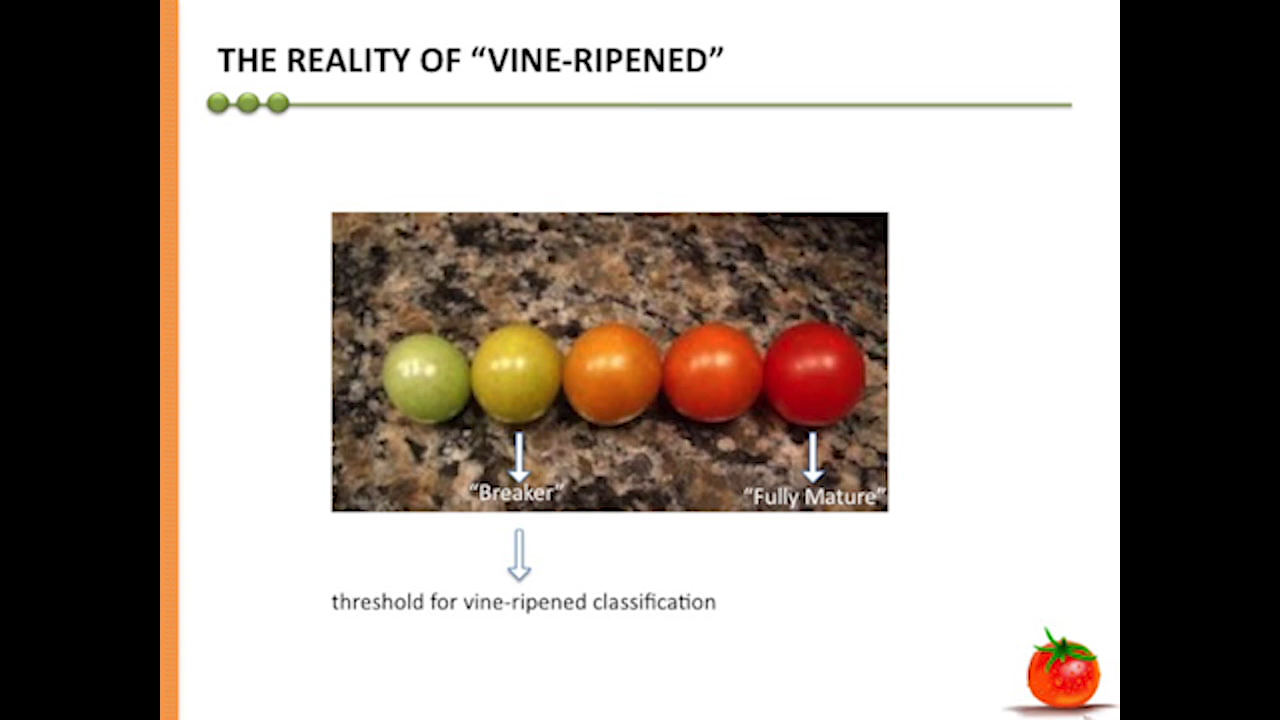 THE REALITY OF “VINE-RIPENED”
“Breaker”
“Fully Mature”
threshold for vine-ripened classification